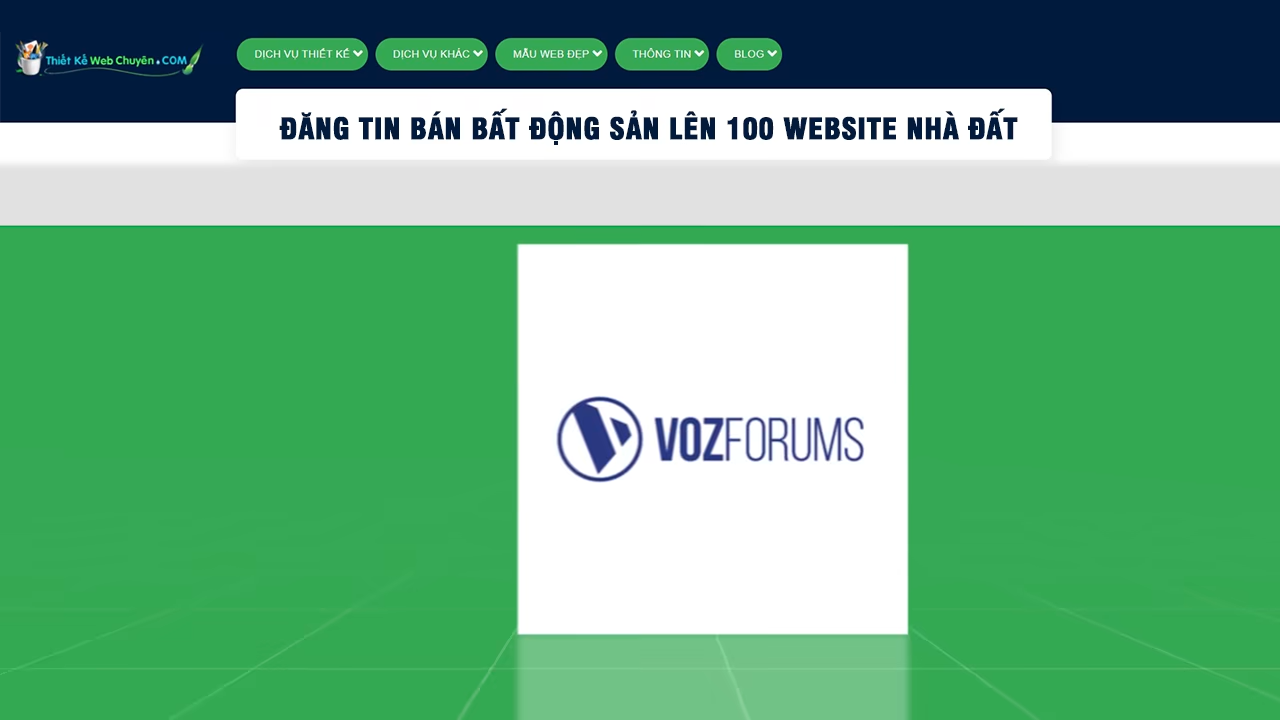 Thiết Kế Web Chuyên.COM
DỊCH VỤ THIẾT KẾ
DỊCH VỤ KHÁC
MẪU WEB ĐẸP
THÔNG TIN
BLOG
ĐĂNG TIN BÁN BẤT ĐỘNG SẢN LÊN 100 WEBSITE NHÀ ĐẤT
VOZFORUMS